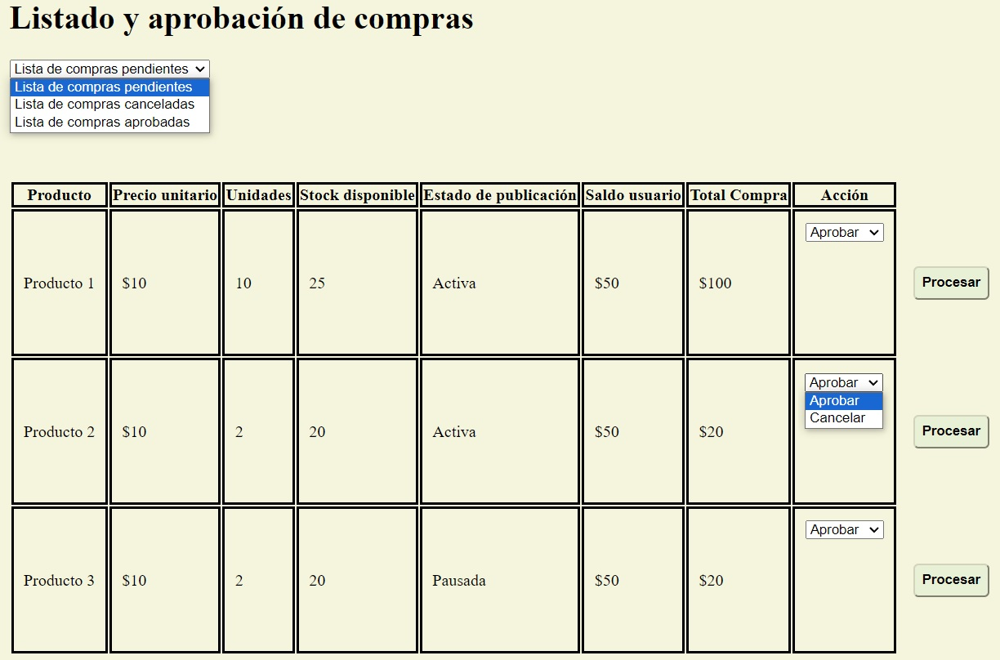 Listado y aprobación de compras
Lista de compras pendientes
Lista de compras pendientes
Lista de compras canceladas
Lista de compras aprobadas
Producto Precio unitario Unidades Stock disponible Estado de publicación Saldo usuario Total Compra Acción
Aprobar
Producto 1 $10 10 25 Activa $50 $100 Procesar
Aprobar
Aprobar
Cancelar
Producto 2 $10 2 20 Activa $50 $20 Procesar
Aprobar
Producto 3 $10 2 20 Pausada $50 $20 Procesar